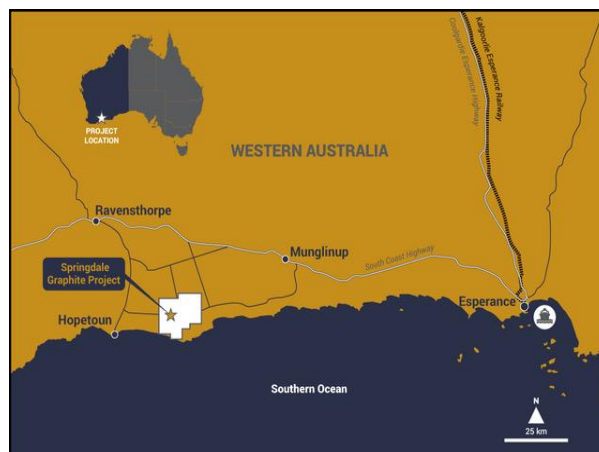 PROJECT
LOCATION
WESTERN AUSTRALIA
Coolgardie Esperance Highway
Kalgoorlie Esperance Railway
Ravensthorpe
Munglinup
South Coast Highway
Springdale
Graphite Project
Esperance
Hopetoun
Southern Ocean
N
25 km